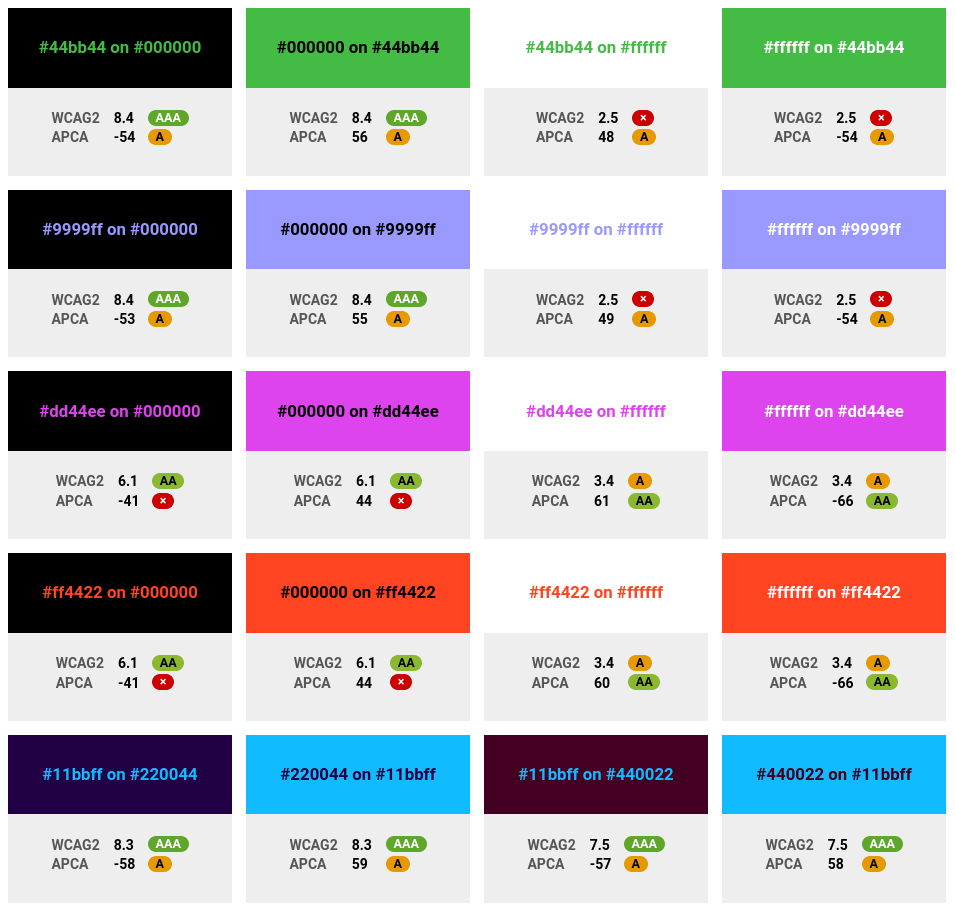 #44bb44 on #000000
WCAG2 8.4 AAA
APCA -54 A
#000000 on #44bb44
WCAG2 8.4 AAA
APCA 56 A
#44bb44 on #ffffff
WCAG2 2.5 ×
APCA 48 A
#ffffff on #44bb44
WCAG2 2.5 ×
APCA -54 A
#9999ff on #000000
WCAG2 8.4 AAA
APCA -53 A
#000000 on #9999ff
WCAG2 8.4 AAA
APCA 55 A
#9999ff on #ffffff
WCAG2 2.5 ×
APCA 49 A
#ffffff on #9999ff
WCAG2 2.5 ×
APCA -54 A
#dd44ee on #000000
WCAG2 6.1 AA
APCA -41 ×
#000000 on #dd44ee
WCAG2 6.1 AA
APCA 44 ×
#dd44ee on #ffffff
WCAG2 3.4 A
APCA 61 AA
#ffffff on #dd44ee
WCAG2 3.4 A
APCA -66 AA
#ff4422 on #000000
WCAG2 6.1 AA
APCA -41 ×
#000000 on #ff4422
WCAG2 6.1 AA
APCA 44 ×
#ff4422 on #ffffff
WCAG2 3.4 A
APCA 60 AA
#ffffff on #ff4422
WCAG2 3.4 A
APCA -66 AA
#11bbff on #220044
WCAG2 8.3 AAA
APCA -58 A
#220044 on #11bbff
WCAG2 8.3 AAA
APCA 59 A
#11bbff on #440022
WCAG2 7.5 AAA
APCA -57 A
#440022 on #11bbff
WCAG2 7.5 AAA
APCA 58 A